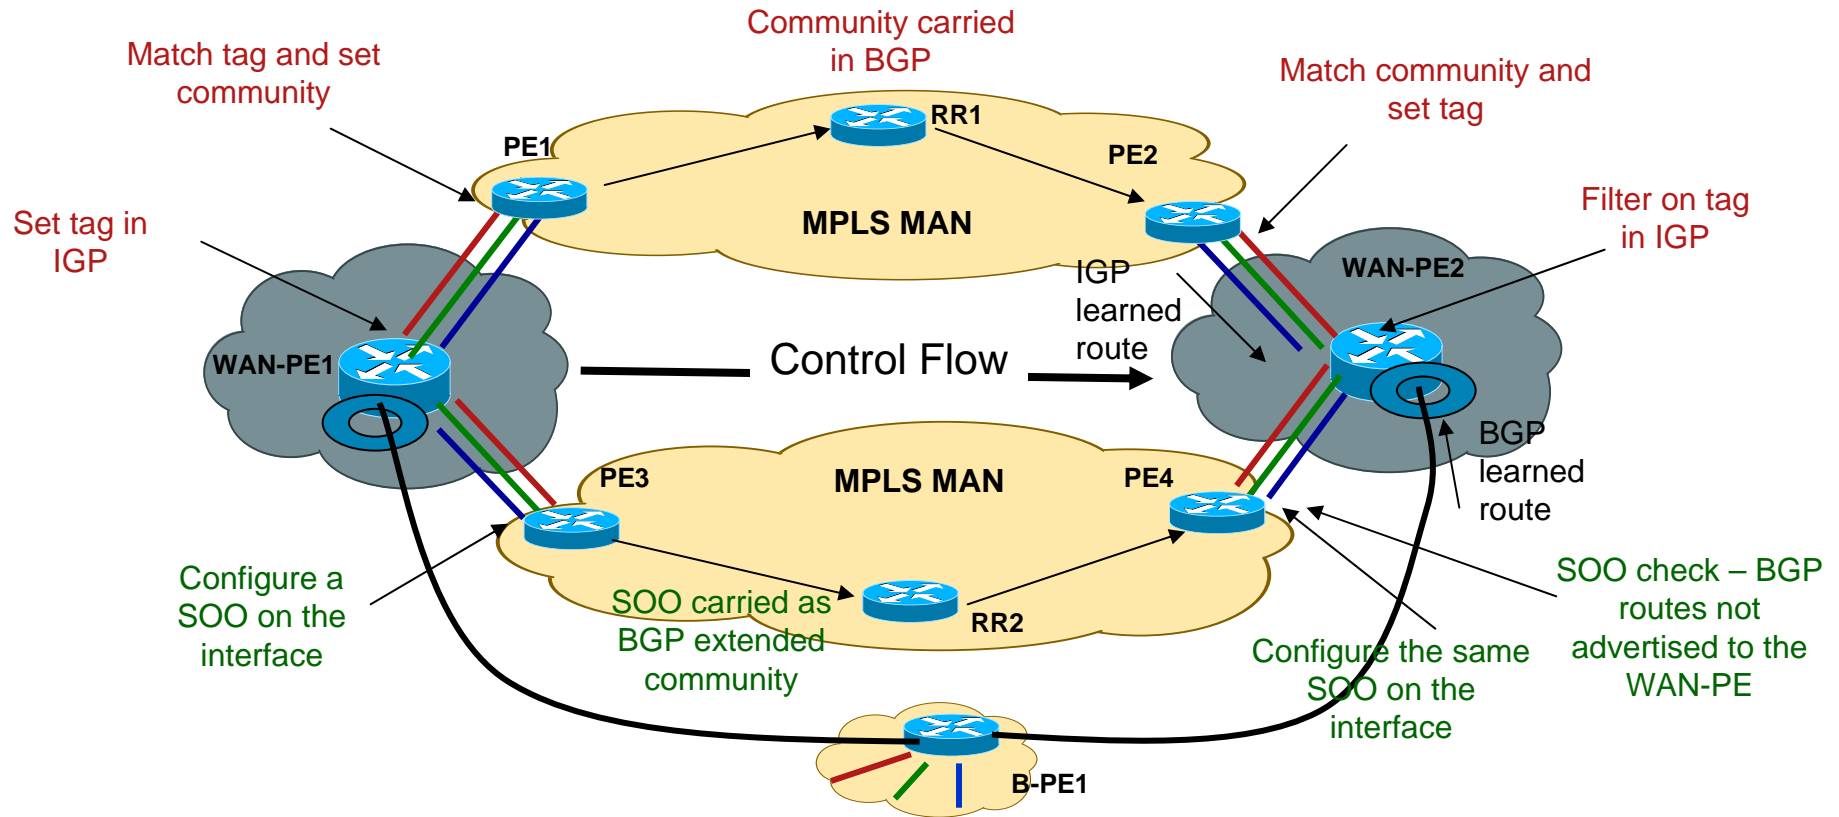 Community carried
in BGP
Match tag and set
community
Match community and
set tag
RR1
PE1
PE2
Set tag in
IGP
MPLS MAN
Filter on tag
in IGP
WAN-PE2
IGP
learned
route
WAN-PE1
Control Flow
BGP
learned
route
PE3
MPLS MAN
PE4
Configure a
SOO on the
interface
SOO carried as
BGP extended
community
RR2
SOO check – BGP
routes not
advertised to the
WAN-PE
Configure the same
SOO on the
interface
B-PE1